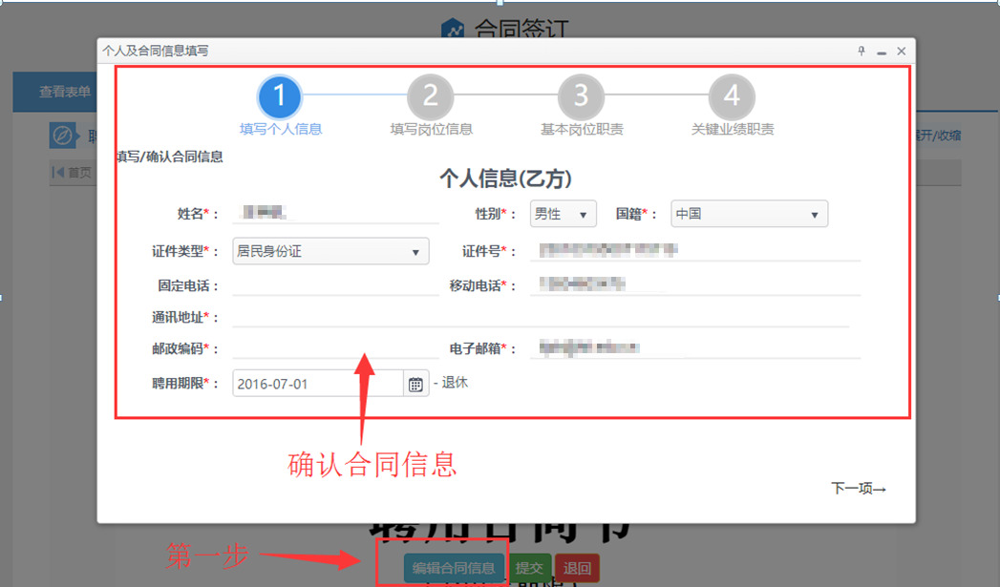 合同签订
个人及合同信息填写
查看表单
1 2 3 4
填写个人信息 填写岗位信息 基本岗位职责 关键业绩职责
展开/收缩
填写/确认合同信息
首页
个人信息(乙方)
姓名*： 性别*： 男性 国籍*： 中国
证件类型*： 居民身份证 证件号*：
固定电话： 移动电话*：
通讯地址*：
邮政编码*： 电子邮箱*：
聘用期限*： 2016-07-01 - 退休
确认合同信息
下一项→
聘用合同书
第一步
编辑合同信息 提交 退回